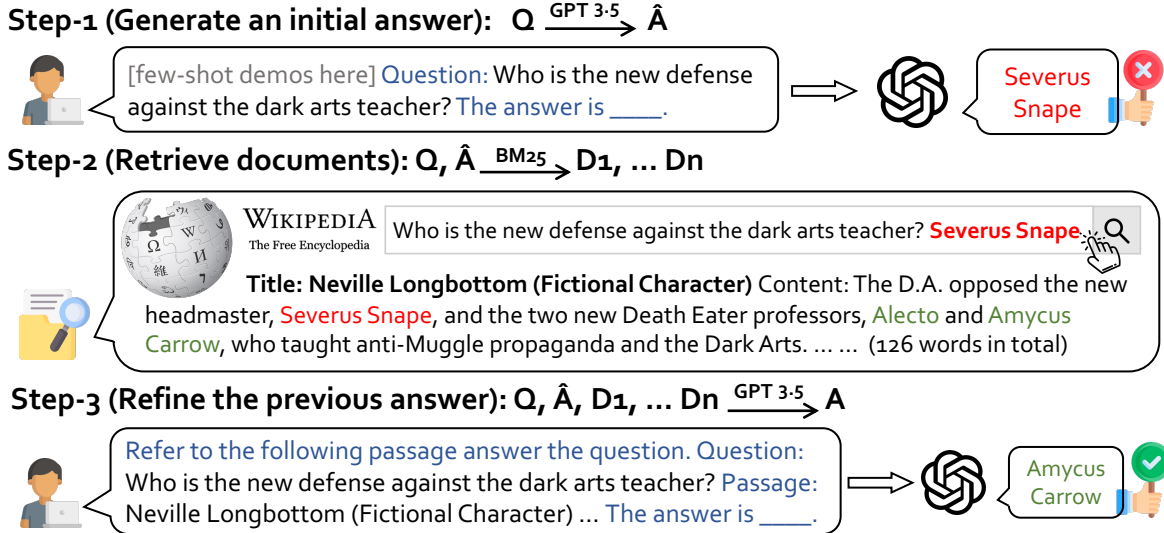 Step-1 (Generate an initial answer): Q GPT 3.5 Â
[few-shot demos here] Question: Who is the new defense
against the dark arts teacher? The answer is ____.
Severus
Snape
Step-2 (Retrieve documents): Q, Â BM25 D1, ... Dn
WIKIPEDIA
The Free Encyclopedia
Who is the new defense against the dark arts teacher? Severus Snape
Title: Neville Longbottom (Fictional Character) Content: The D.A. opposed the new
headmaster, Severus Snape, and the two new Death Eater professors, Alecto and Amycus
Carrow, who taught anti-Muggle propaganda and the Dark Arts. ... ... (126 words in total)
Step-3 (Refine the previous answer): Q, Â, D1, ... Dn GPT 3.5 A
Refer to the following passage answer the question. Question:
Who is the new defense against the dark arts teacher? Passage:
Neville Longbottom (Fictional Character) ... The answer is ____.
Amycus
Carrow